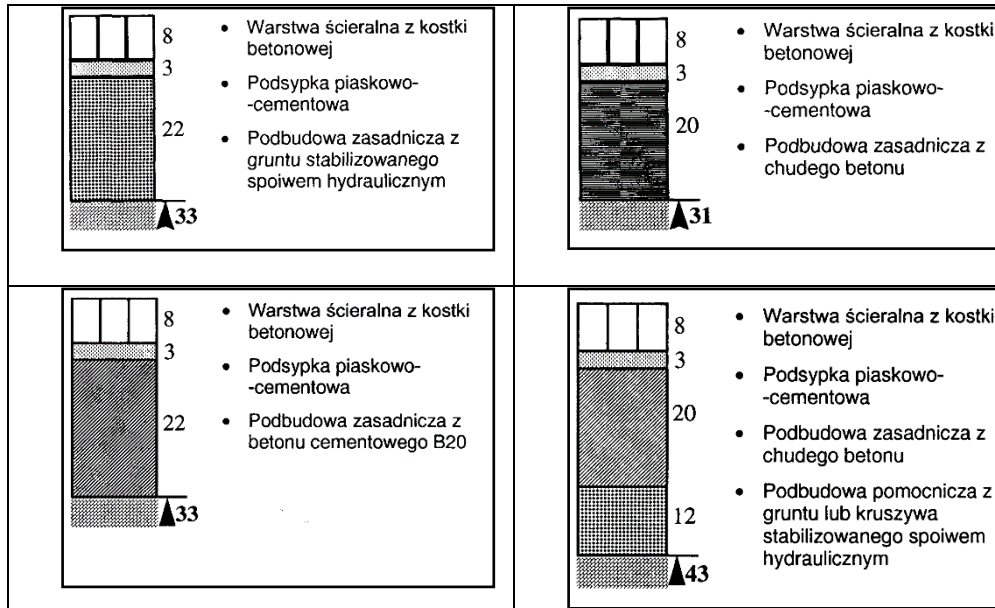 8
3
22
33
• Warstwa ścieralna z kostki
betonowej
• Podsypka piaskowo-
-cementowa
• Podbudowa zasadnicza z
gruntu stabilizowanego
spoiwem hydraulicznym
8
3
20
31
• Warstwa ścieralna z kostki
betonowej
• Podsypka piaskowo-
-cementowa
• Podbudowa zasadnicza z
chudego betonu
8
3
22
33
• Warstwa ścieralna z kostki
betonowej
• Podsypka piaskowo-
-cementowa
• Podbudowa zasadnicza z
betonu cementowego B20
8
3
20
12
43
• Warstwa ścieralna z kostki
betonowej
• Podsypka piaskowo-
-cementowa
• Podbudowa zasadnicza z
chudego betonu
• Podbudowa pomocnicza z
gruntu lub kruszywa
stabilizowanego spoiwem
hydraulicznym